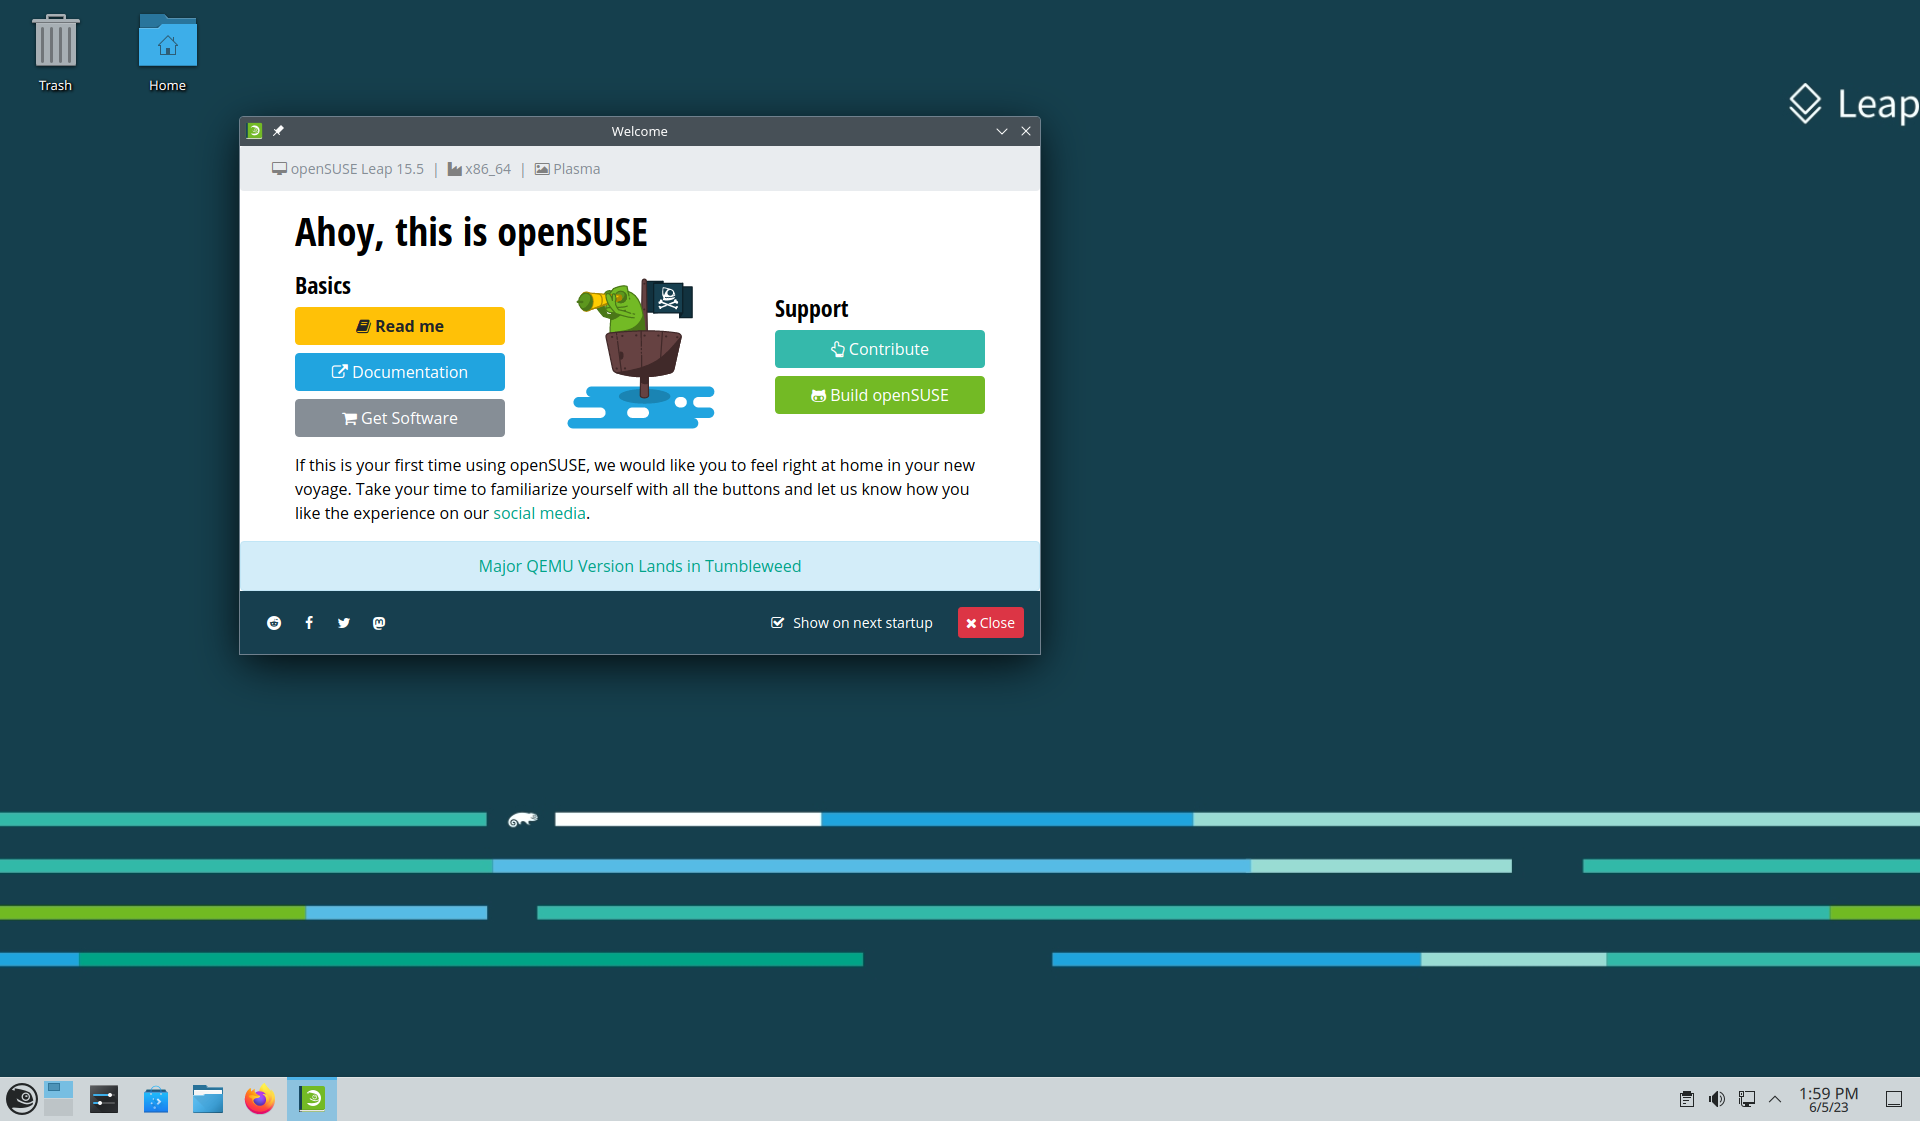 Trash
Home
Leap
Welcome
openSUSE Leap 15.5 | x86_64 | Plasma
Ahoy, this is openSUSE
Basics
Read me
Documentation
Get Software
Support
Contribute
Build openSUSE
If this is your first time using openSUSE, we would like you to feel right at home in your new
voyage. Take your time to familiarize yourself with all the buttons and let us know how you
like the experience on our social media.
Major QEMU Version Lands in Tumbleweed
Show on next startup
Close
1:59 PM
6/5/23